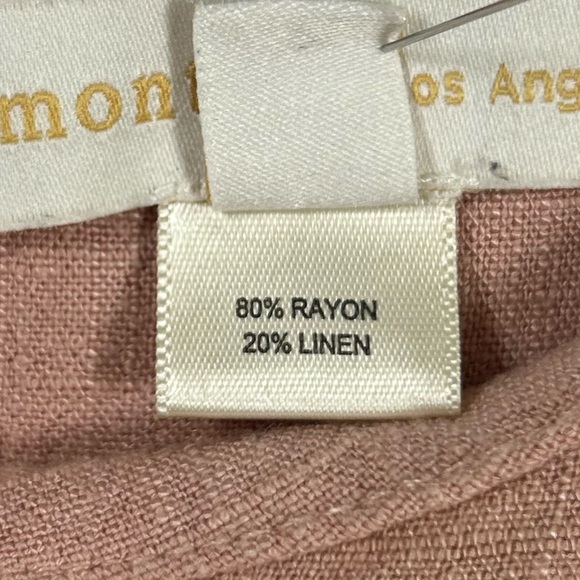 mont os Ang
80% RAYON
20% LINEN